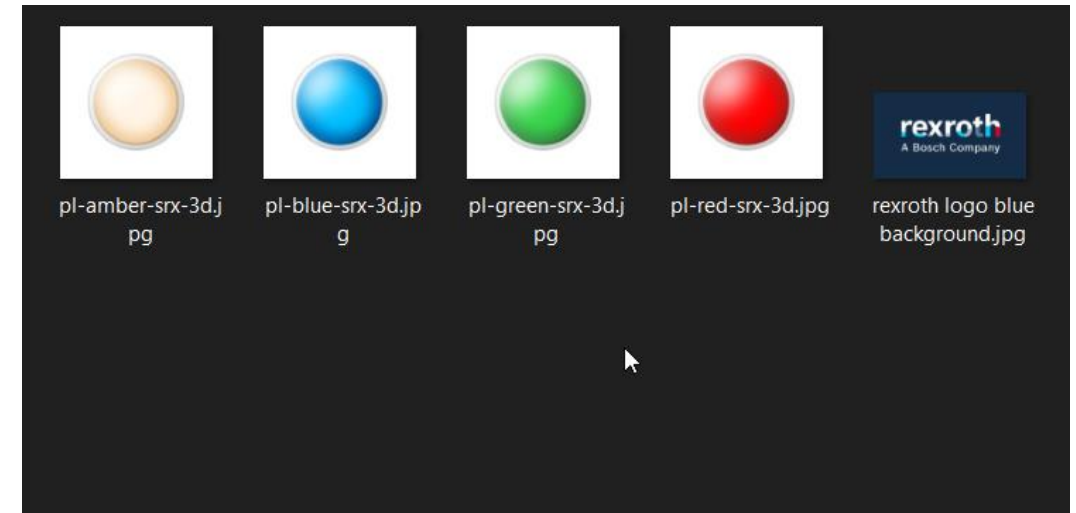 rexroth
A Bosch Company
pl-amber-srx-3d.j
pg
pl-blue-srx-3d.jp
g
pl-green-srx-3d.j
pg
pl-red-srx-3d.jpg
rexroth logo blue
background.jpg